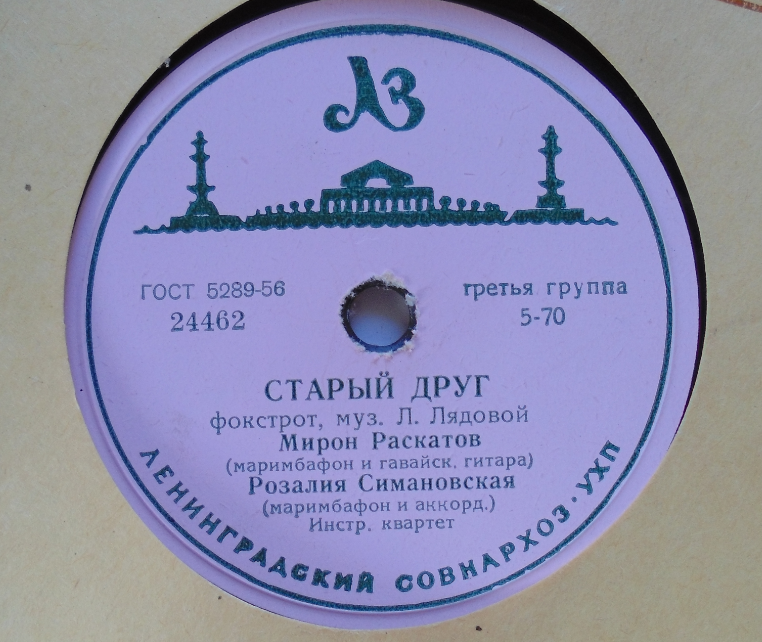 ЛЗ
ГОСТ 5289-56
24462
третья группа
5-70
СТАРЫЙ ДРУГ
фокстрот, муз. Л. Лядовой
Мирон Раскатов
(маримбафон и гавайск. гитара)
Розалия Симановская
(маримбафон и аккорд.)
Инстр. квартет
ЛЕНИНГРАДСКИЙ СОВНАРХОЗ · УХП